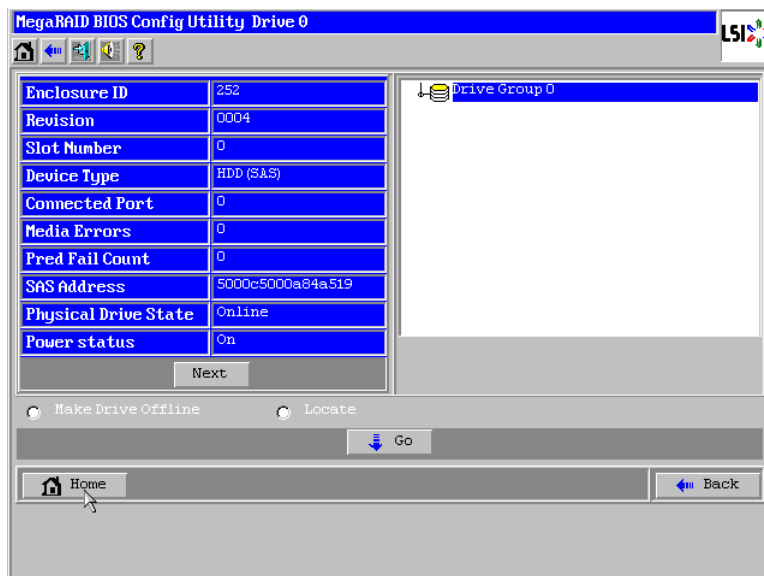 MegaRAID BIOS Config Utility Drive 0
LSI
Enclosure ID 252
Revision 0004
Slot Number 0
Device Type HDD (SAS)
Connected Port 0
Media Errors 0
Pred Fail Count 0
SAS Address 5000c5000a84a519
Physical Drive State Online
Power status On
Next
Drive Group 0
Make Drive Offline Locate
Go
Home Back